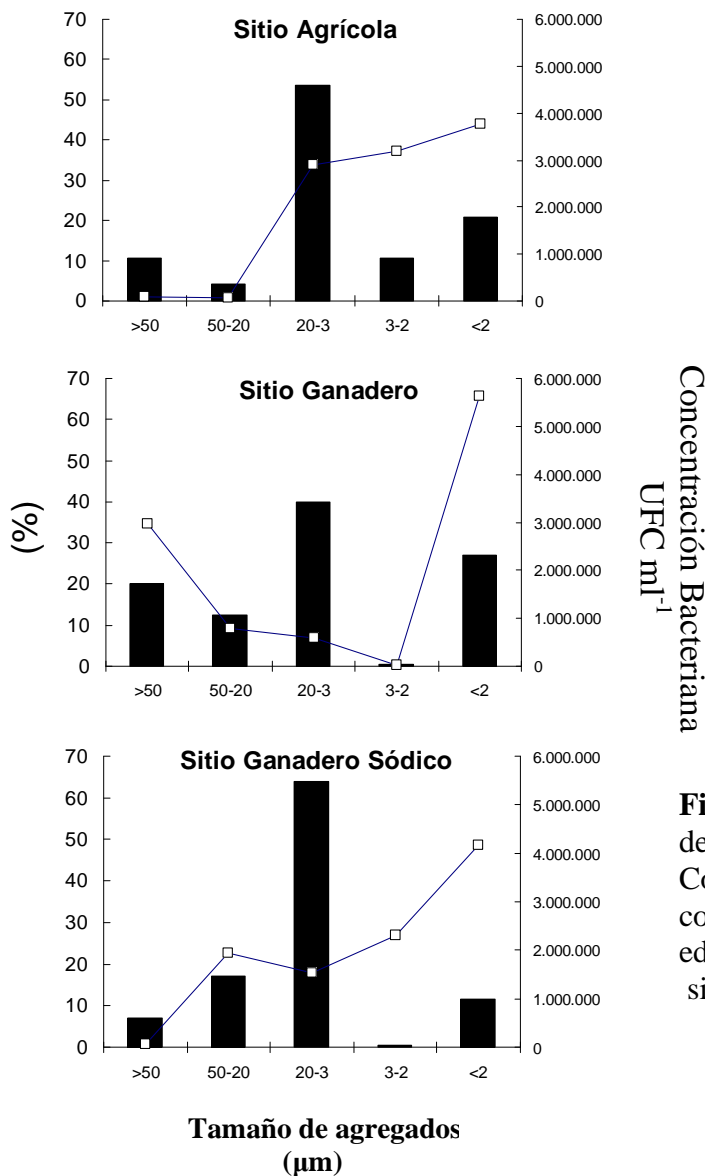 Sitio Agrícola
70
60
50
40
30
20
10
0
6.000.000
5.000.000
4.000.000
3.000.000
2.000.000
1.000.000
0
>50 50-20 20-3 3-2 <2
Sitio Ganadero
70
60
50
40
30
20
10
0
6.000.000
5.000.000
4.000.000
3.000.000
2.000.000
1.000.000
0
>50 50-20 20-3 3-2 <2
(%)
Concentración Bacteriana
UFC ml-1
Sitio Ganadero Sódico
70
60
50
40
30
20
10
0
6.000.000
5.000.000
4.000.000
3.000.000
2.000.000
1.000.000
0
>50 50-20 20-3 3-2 <2
Tamaño de agregados
(µm)
Fi
de
Co
co
ed
si